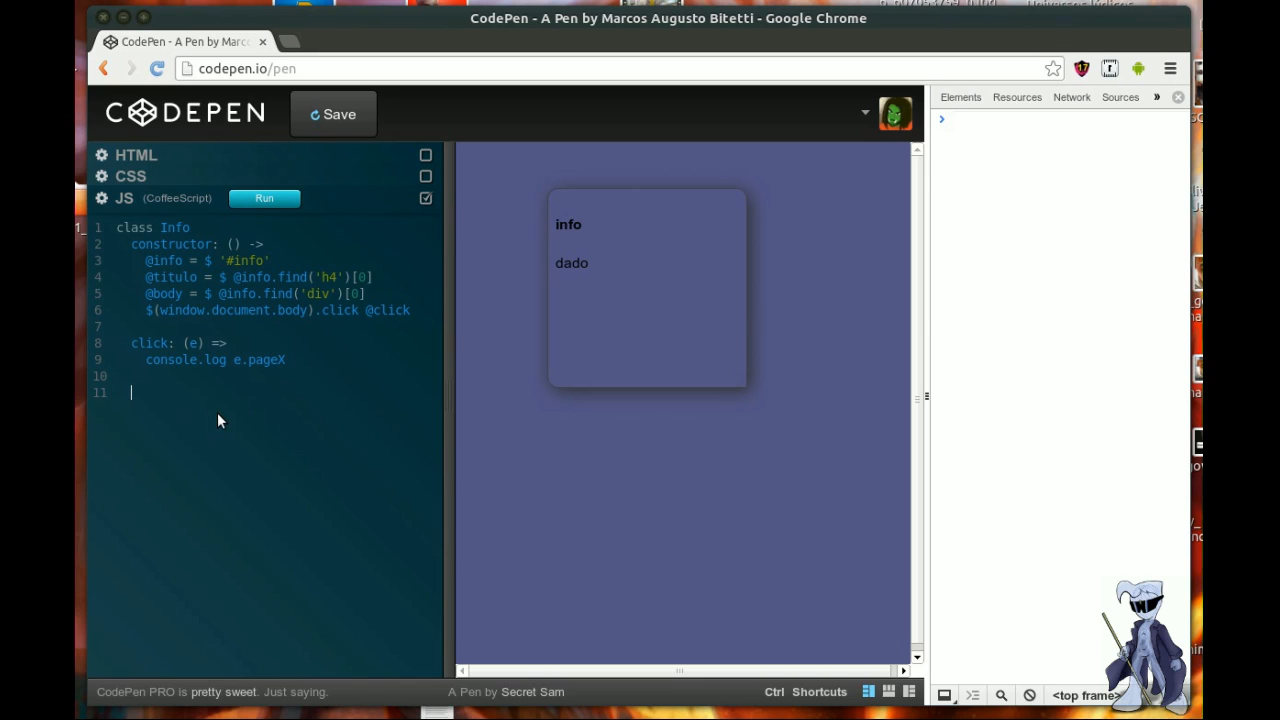 CodePen - A Pen by Marcos Augusto Bitetti - Google Chrome
CodePen - A Pen by Marc
codepen.io/pen
17
CODEPEN
Save
Elements Resources Network Sources »
HTML
CSS
JS (CoffeeScript) Run
1 class Info
2 constructor: () ->
3 @info = $ '#info'
4 @titulo = $ @info.find('h4')[0]
5 @body = $ @info.find('div')[0]
6 $(window.document.body).click @click
7
8 click: (e) =>
9 console.log e.pageX
10
11
info
dado
CodePen PRO is pretty sweet. Just saying.
A Pen by Secret Sam
Ctrl Shortcuts
<top frame>